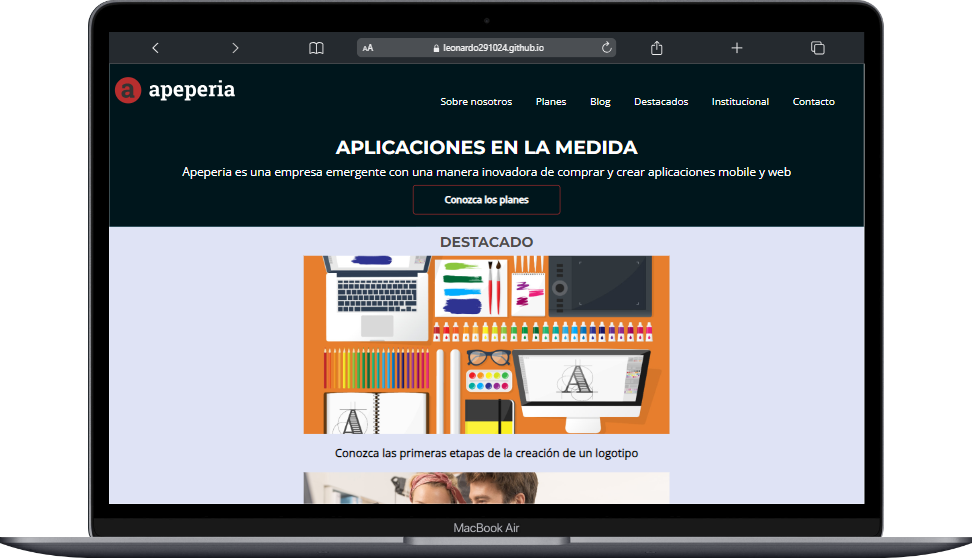 AA leonardo291024.github.io
a apeperia
Sobre nosotros Planes Blog Destacados Institucional Contacto
APLICACIONES EN LA MEDIDA
Apeperia es una empresa emergente con una manera inovadora de comprar y crear aplicaciones mobile y web
Conozca los planes
DESTACADO
A
A
Conozca las primeras etapas de la creación de un logotipo
MacBook Air